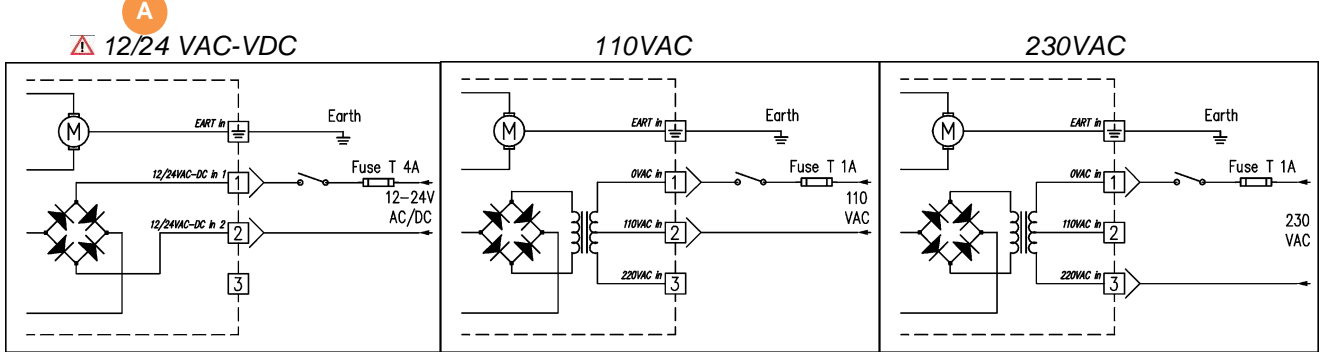 A
12/24 VAC-VDC
110VAC
230VAC
M
EART in
Earth
12/24VAC-DC in 1
1
Fuse T 4A
12-24V
AC/DC
12/24VAC-DC in 2
2
3
M
EART in
Earth
0VAC in
1
Fuse T 1A
110
VAC
110VAC in
2
220VAC in
3
M
EART in
Earth
0VAC in
1
Fuse T 1A
230
VAC
110VAC in
2
220VAC in
3